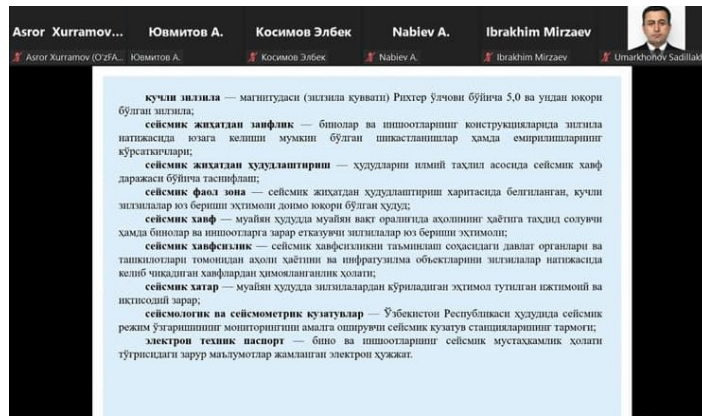 Asror Xurramov... Ювмитов А. Косимов Элбек Nabiev A. Ibrakhim Mirzaev
Asror Xurramov (O'zFA... Ювмитов А. Косимов Элбек Nabiev A. Ibrakhim Mirzaev Umarkhonov Sadillakh
кучли зилзила — магнитудаси (зилзила қуввати) Рихтер ўлчови бўйича 5,0 ва ундан юқори
бўлган зилзила;
сейсмик жиҳатдан заифлик — бинолар ва иншоотларнинг конструкцияларида зилзила
натижасида юзага келиши мумкин бўлган шикастланишлар ҳамда емирилишларнинг
кўрсаткичлари;
сейсмик жиҳатдан ҳудудлаштириш — ҳудудларни илмий таҳлил асосида сейсмик хавф
даражаси бўйича таснифлаш;
сейсмик фаол зона — сейсмик жиҳатдан ҳудудлаштириш харитасида белгиланган, кучли
зилзилалар юз бериши эҳтимоли доимо юқори бўлган ҳудуд;
сейсмик хавф — муайян ҳудудда муайян вақт оралиғида аҳолининг ҳаётига таҳдид солувчи
ҳамда бинолар ва иншоотларга зарар етказувчи зилзилалар юз бериши эҳтимоли;
сейсмик хавфсизлик — сейсмик хавфсизликни таъминлаш соҳасидаги давлат органлари ва
ташкилотлари томонидан аҳоли ҳаётини ва инфратузилма объектларини зилзилалар натижасида
келиб чиқадиган хавфлардан ҳимояланганлик ҳолати;
сейсмик хатар — муайян ҳудудда зилзилалардан кўриладиган эҳтимол тутилган ижтимоий ва
иқтисодий зарар;
сейсмологик ва сейсмометрик кузатувлар — Ўзбекистон Республикаси ҳудудида сейсмик
режим ўзгаришининг мониторингини амалга оширувчи сейсмик кузатув станцияларининг тармоғи;
электрон техник паспорт — бино ва иншоотларнинг сейсмик мустаҳкамлик ҳолати
тўғрисидаги зарур маълумотлар жамланган электрон ҳужжат.